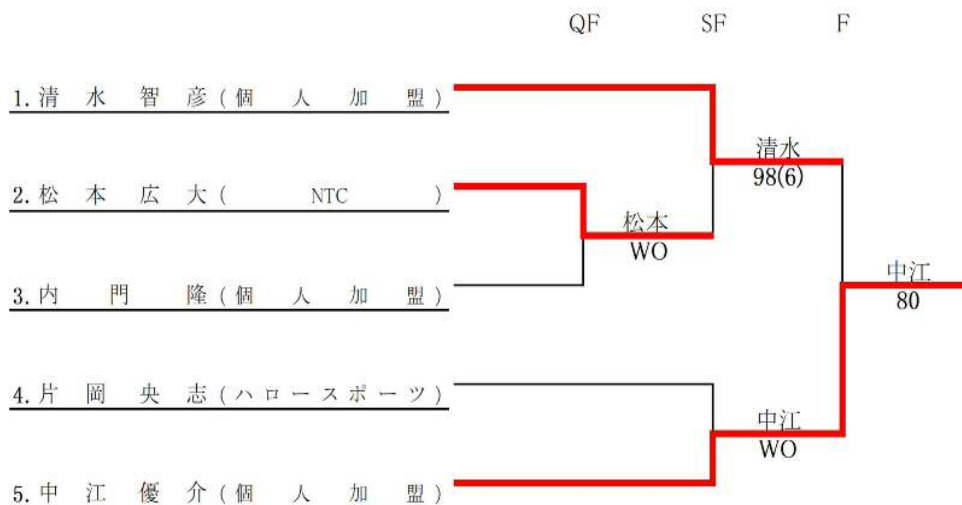 QF SF F
1. 清水 智彦 (個人加盟)
清水
98(6)
2. 松本 広大 ( NTC )
松本
WO
3. 内門 隆 (個人加盟)
中江
80
4. 片岡 央志 (ハロースポーツ)
中江
WO
5. 中江 優介 (個人加盟)